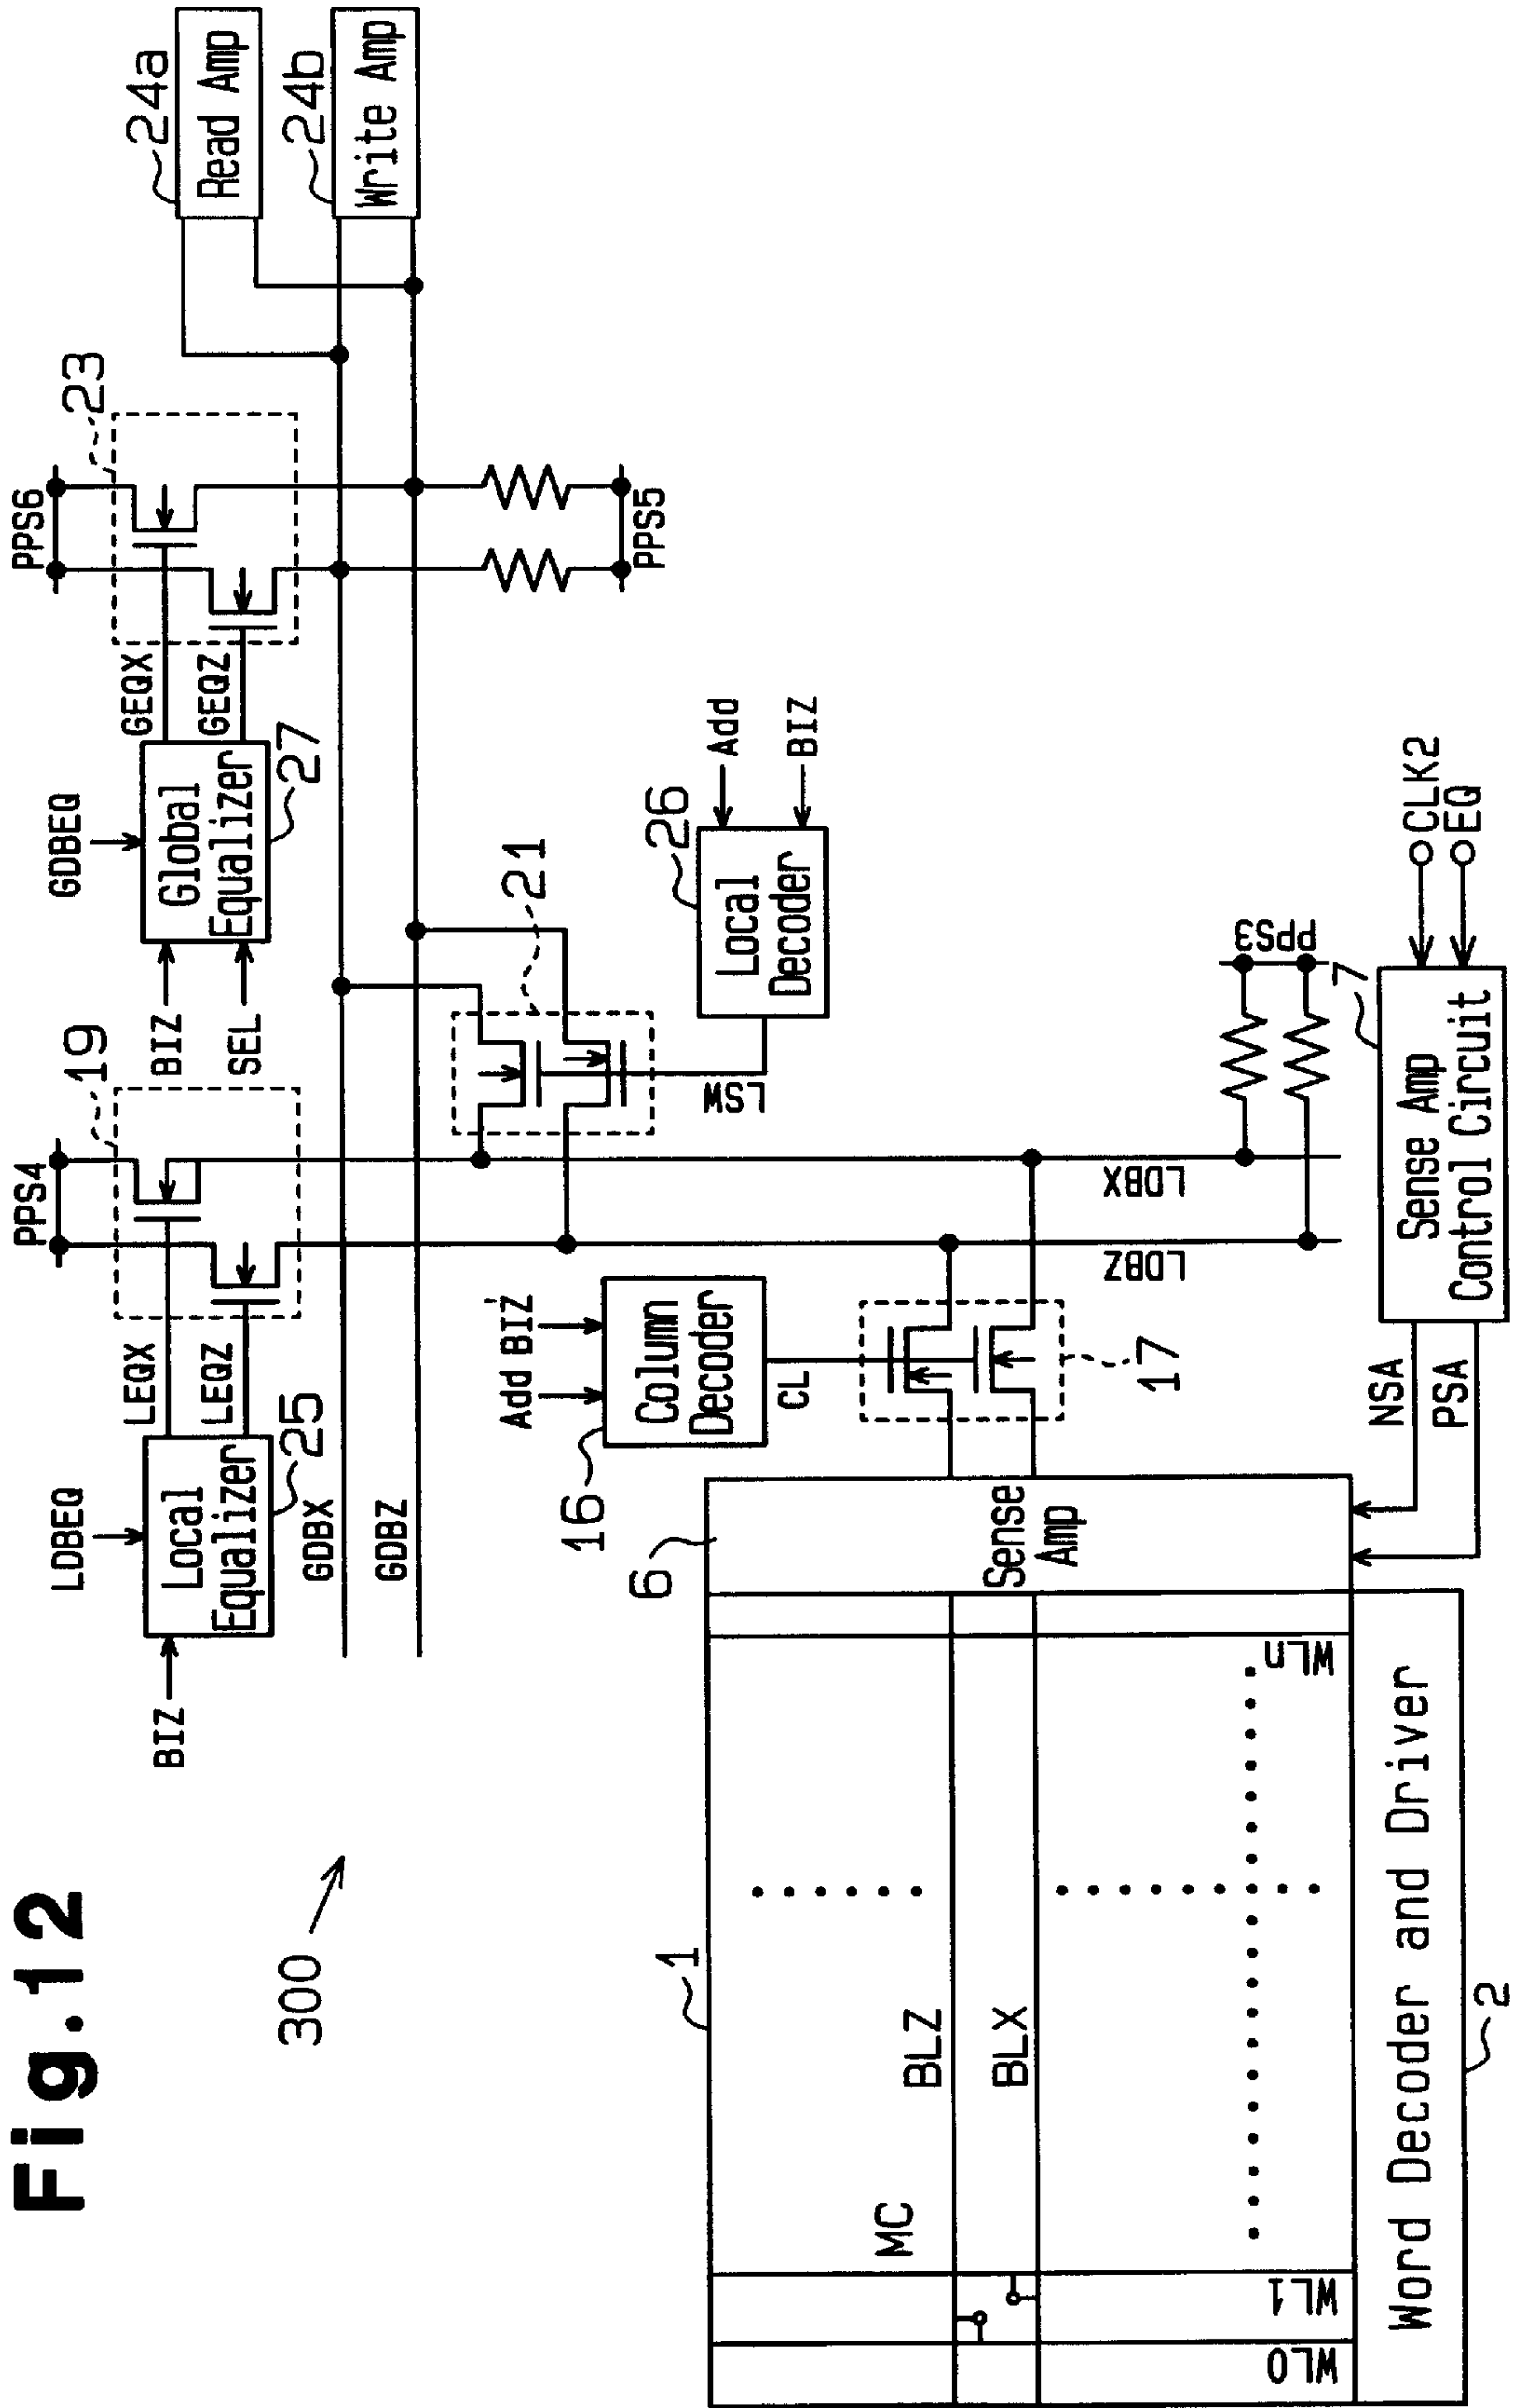 Fig.12
300
LDBEQ
BIZ
Local
Equalizer
25
LEQX
LEQZ
PPS4
19
GDBEQ
BIZ
SEL
Global
Equalizer
27
GEQX
GEQZ
PPS6
23
24a
Read Amp
24b
Write Amp
GDBX
GDBZ
PPS5
21
LSW
26
Local
Decoder
Add
BIZ
Add BIZ
16
Column
Decoder
CL
17
LDBZ
LDBX
PPS3
1
MC
BLZ
BLX
6
Sense
Amp
WL0
WL1
WLn
Word Decoder and Driver
2
NSA
PSA
7
Sense Amp
Control Circuit
CLK2
EQ